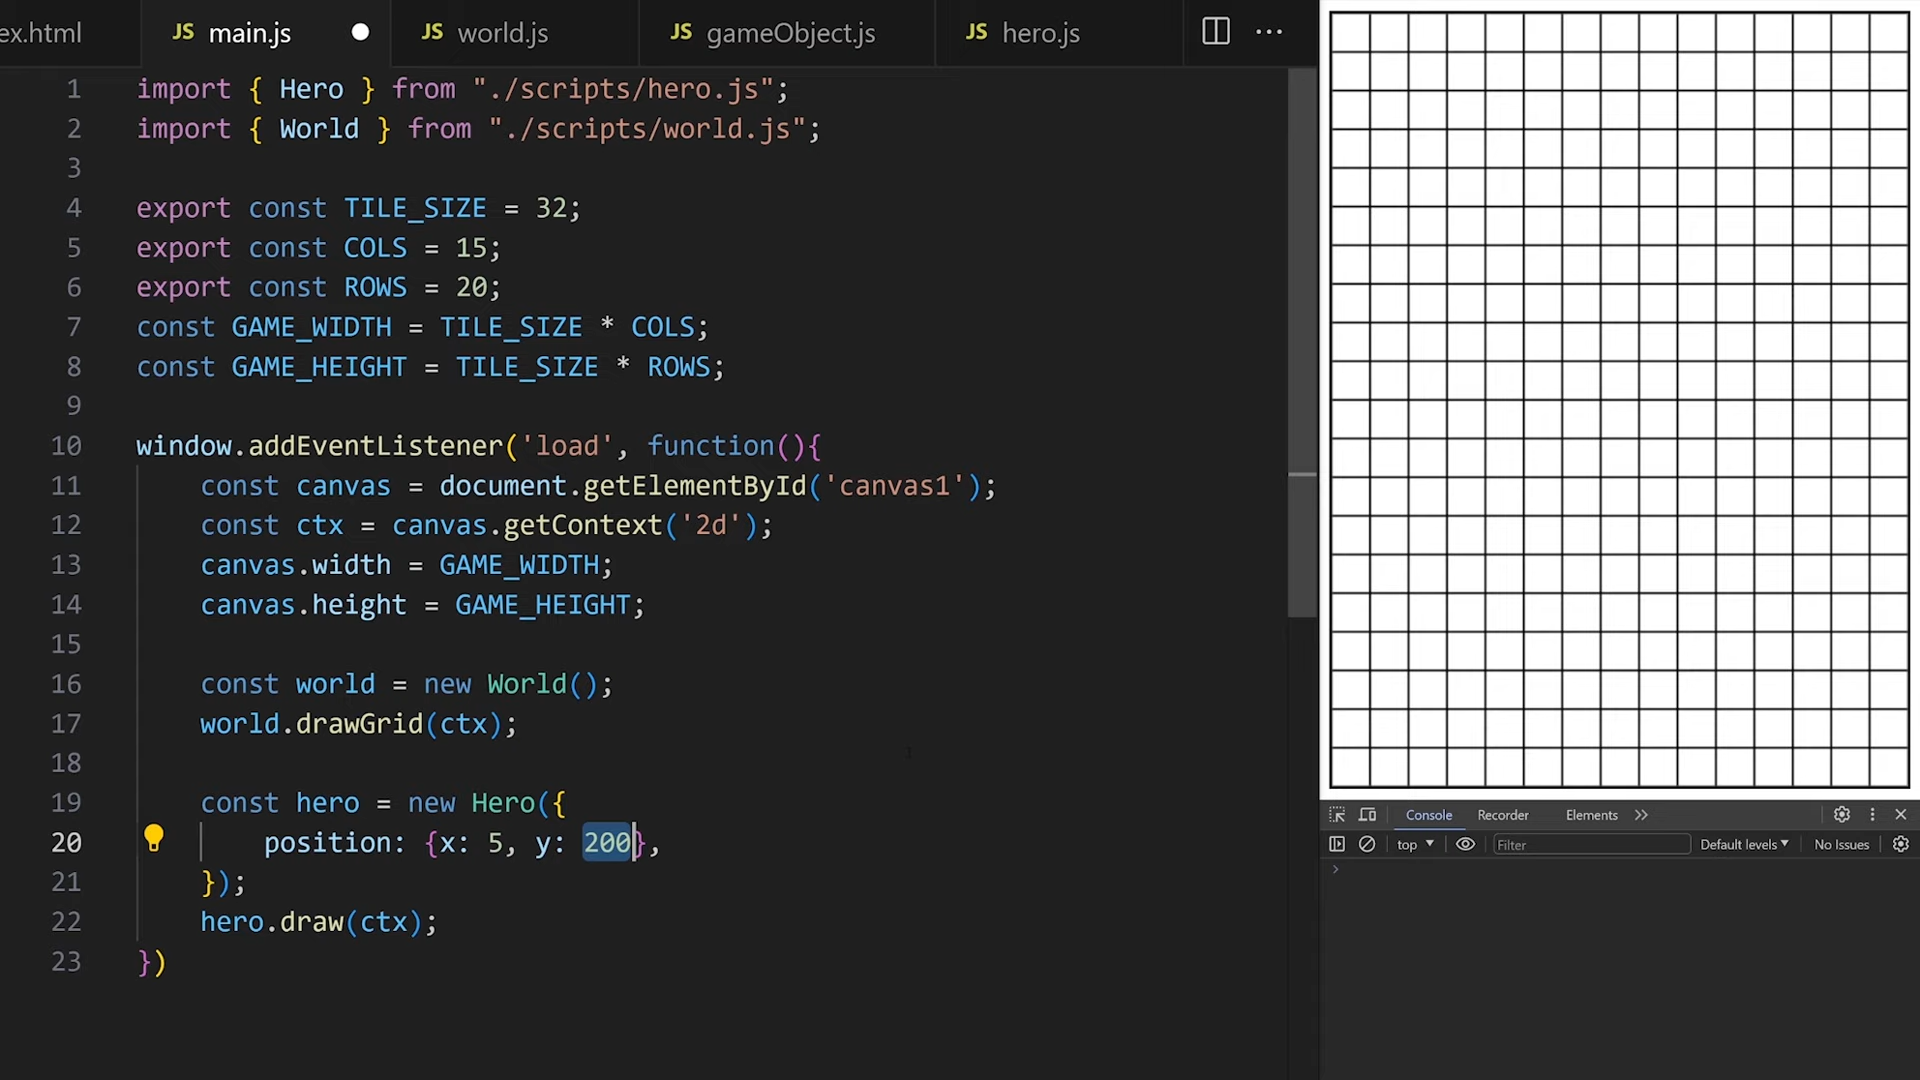 ex.html
JS main.js
JS world.js
JS gameObject.js
JS hero.js
1 import { Hero } from "./scripts/hero.js";
2 import { World } from "./scripts/world.js";
3
4 export const TILE_SIZE = 32;
5 export const COLS = 15;
6 export const ROWS = 20;
7 const GAME_WIDTH = TILE_SIZE * COLS;
8 const GAME_HEIGHT = TILE_SIZE * ROWS;
9
10 window.addEventListener('load', function(){
11 const canvas = document.getElementById('canvas1');
12 const ctx = canvas.getContext('2d');
13 canvas.width = GAME_WIDTH;
14 canvas.height = GAME_HEIGHT;
15
16 const world = new World();
17 world.drawGrid(ctx);
18
19 const hero = new Hero({
20 position: {x: 5, y: 200},
21 });
22 hero.draw(ctx);
23 })
Console Recorder Elements
top Filter Default levels No Issues